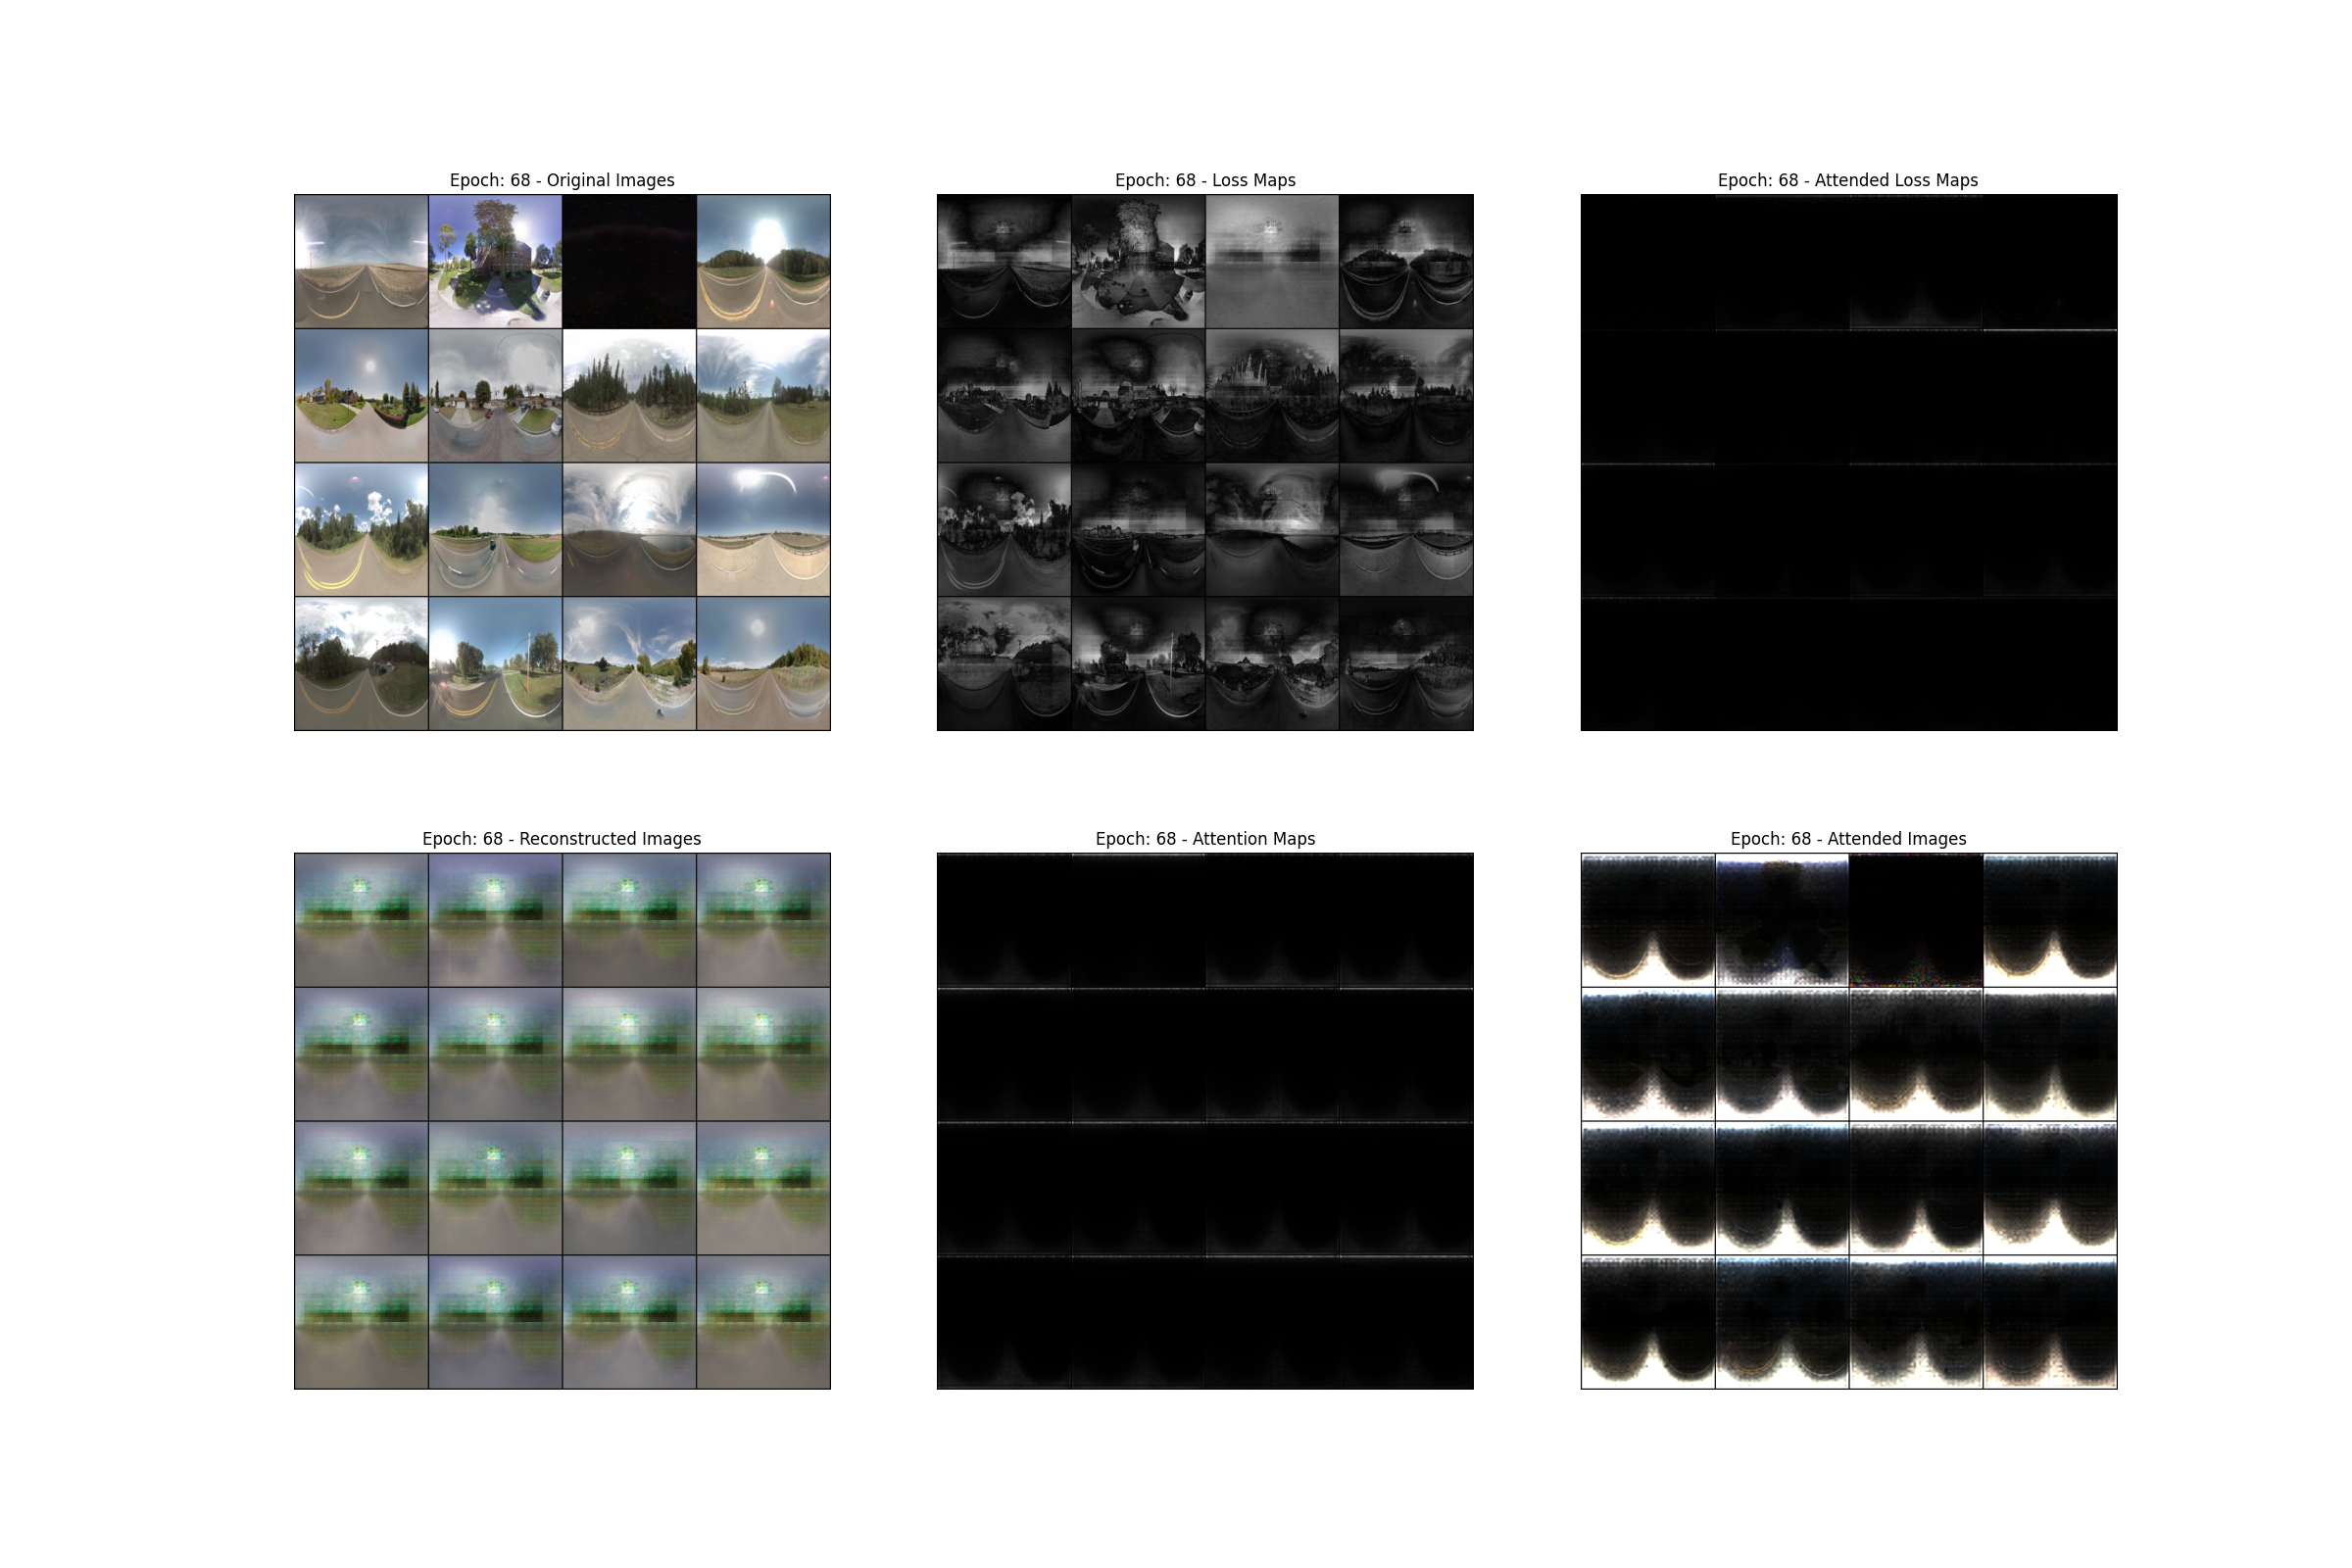 Epoch: 68 - Original Images
Epoch: 68 - Loss Maps
Epoch: 68 - Attended Loss Maps
Epoch: 68 - Reconstructed Images
Epoch: 68 - Attention Maps
Epoch: 68 - Attended Images